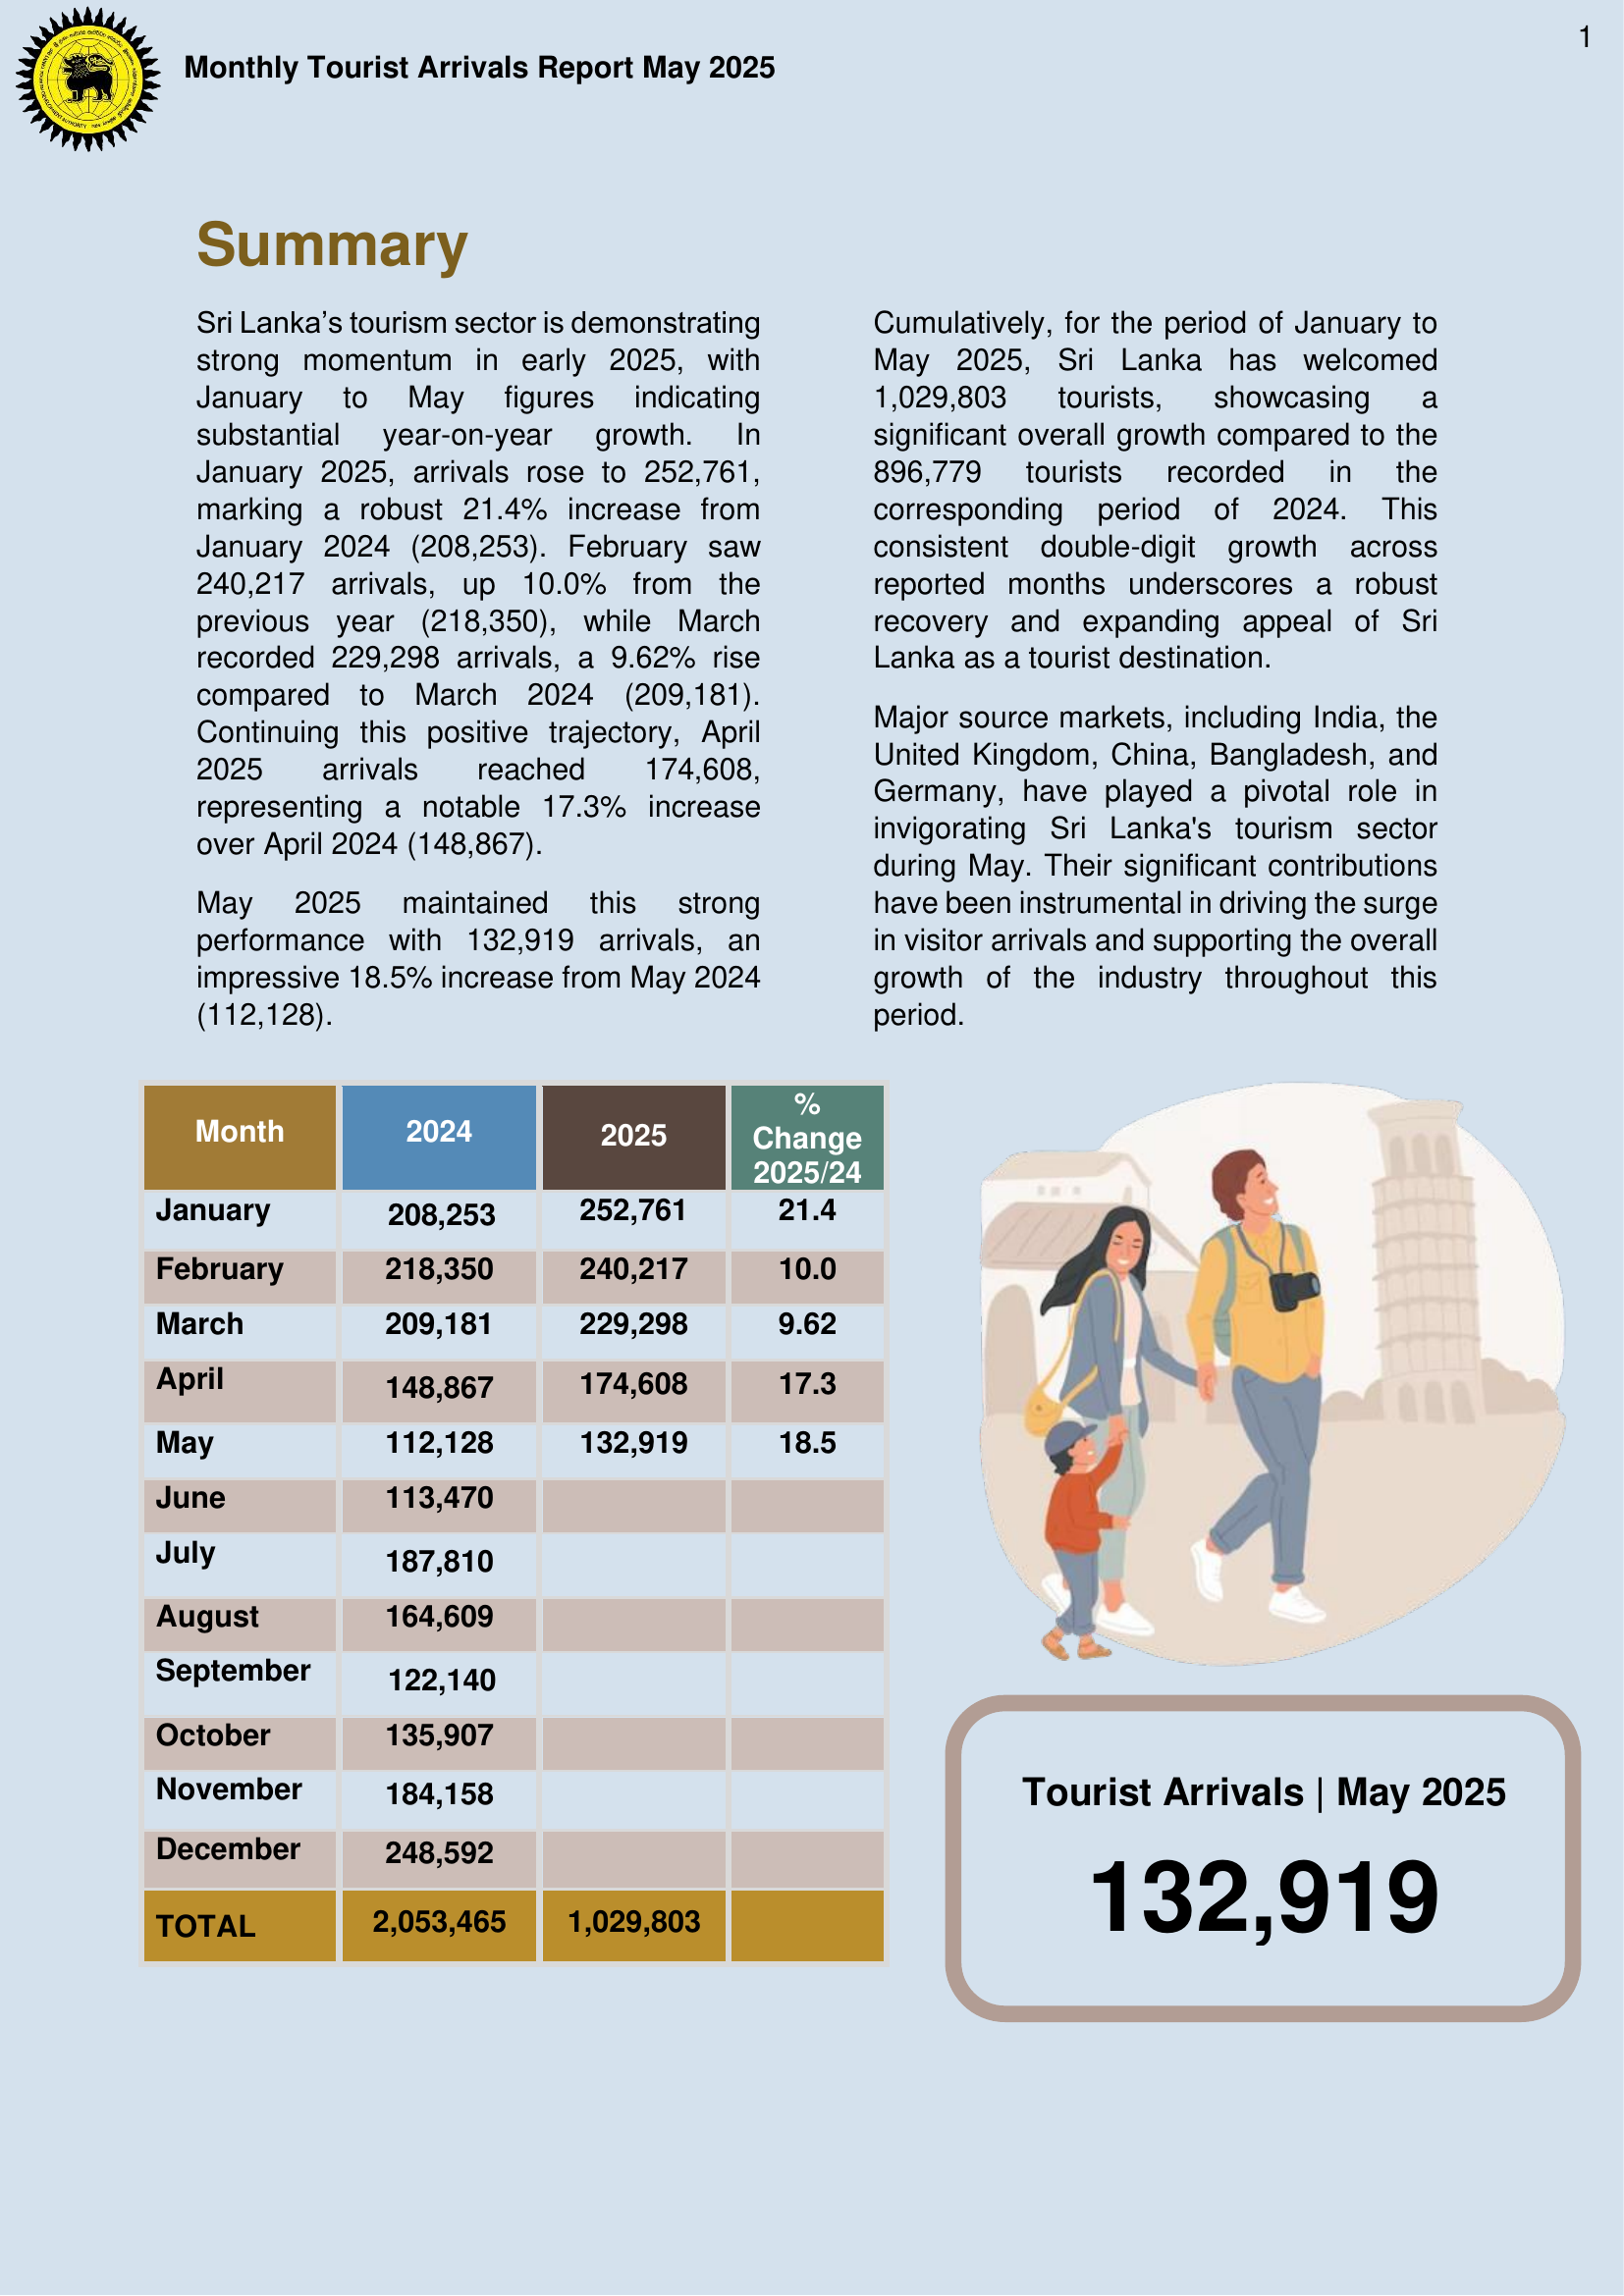 Monthly Tourist Arrivals Report May 2025
1
Summary
Sri Lanka’s tourism sector is demonstrating
strong momentum in early 2025, with
January to May figures indicating
substantial year-on-year growth. In
January 2025, arrivals rose to 252,761,
marking a robust 21.4% increase from
January 2024 (208,253). February saw
240,217 arrivals, up 10.0% from the
previous year (218,350), while March
recorded 229,298 arrivals, a 9.62% rise
compared to March 2024 (209,181).
Continuing this positive trajectory, April
2025 arrivals reached 174,608,
representing a notable 17.3% increase
over April 2024 (148,867).
May 2025 maintained this strong
performance with 132,919 arrivals, an
impressive 18.5% increase from May 2024
(112,128).
Cumulatively, for the period of January to
May 2025, Sri Lanka has welcomed
1,029,803 tourists, showcasing a
significant overall growth compared to the
896,779 tourists recorded in the
corresponding period of 2024. This
consistent double-digit growth across
reported months underscores a robust
recovery and expanding appeal of Sri
Lanka as a tourist destination.
Major source markets, including India, the
United Kingdom, China, Bangladesh, and
Germany, have played a pivotal role in
invigorating Sri Lanka's tourism sector
during May. Their significant contributions
have been instrumental in driving the surge
in visitor arrivals and supporting the overall
growth of the industry throughout this
period.
Month 2024 2025 % Change 2025/24
January 208,253 252,761 21.4
February 218,350 240,217 10.0
March 209,181 229,298 9.62
April 148,867 174,608 17.3
May 112,128 132,919 18.5
June 113,470
July 187,810
August 164,609
September 122,140
October 135,907
November 184,158
December 248,592
TOTAL 2,053,465 1,029,803
Tourist Arrivals | May 2025
132,919